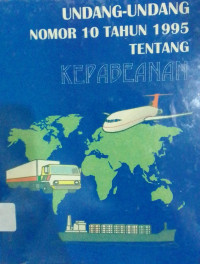 UNDANG-UNDANG
NOMOR 10 TAHUN 1995
TENTANG
KEPABEANAN